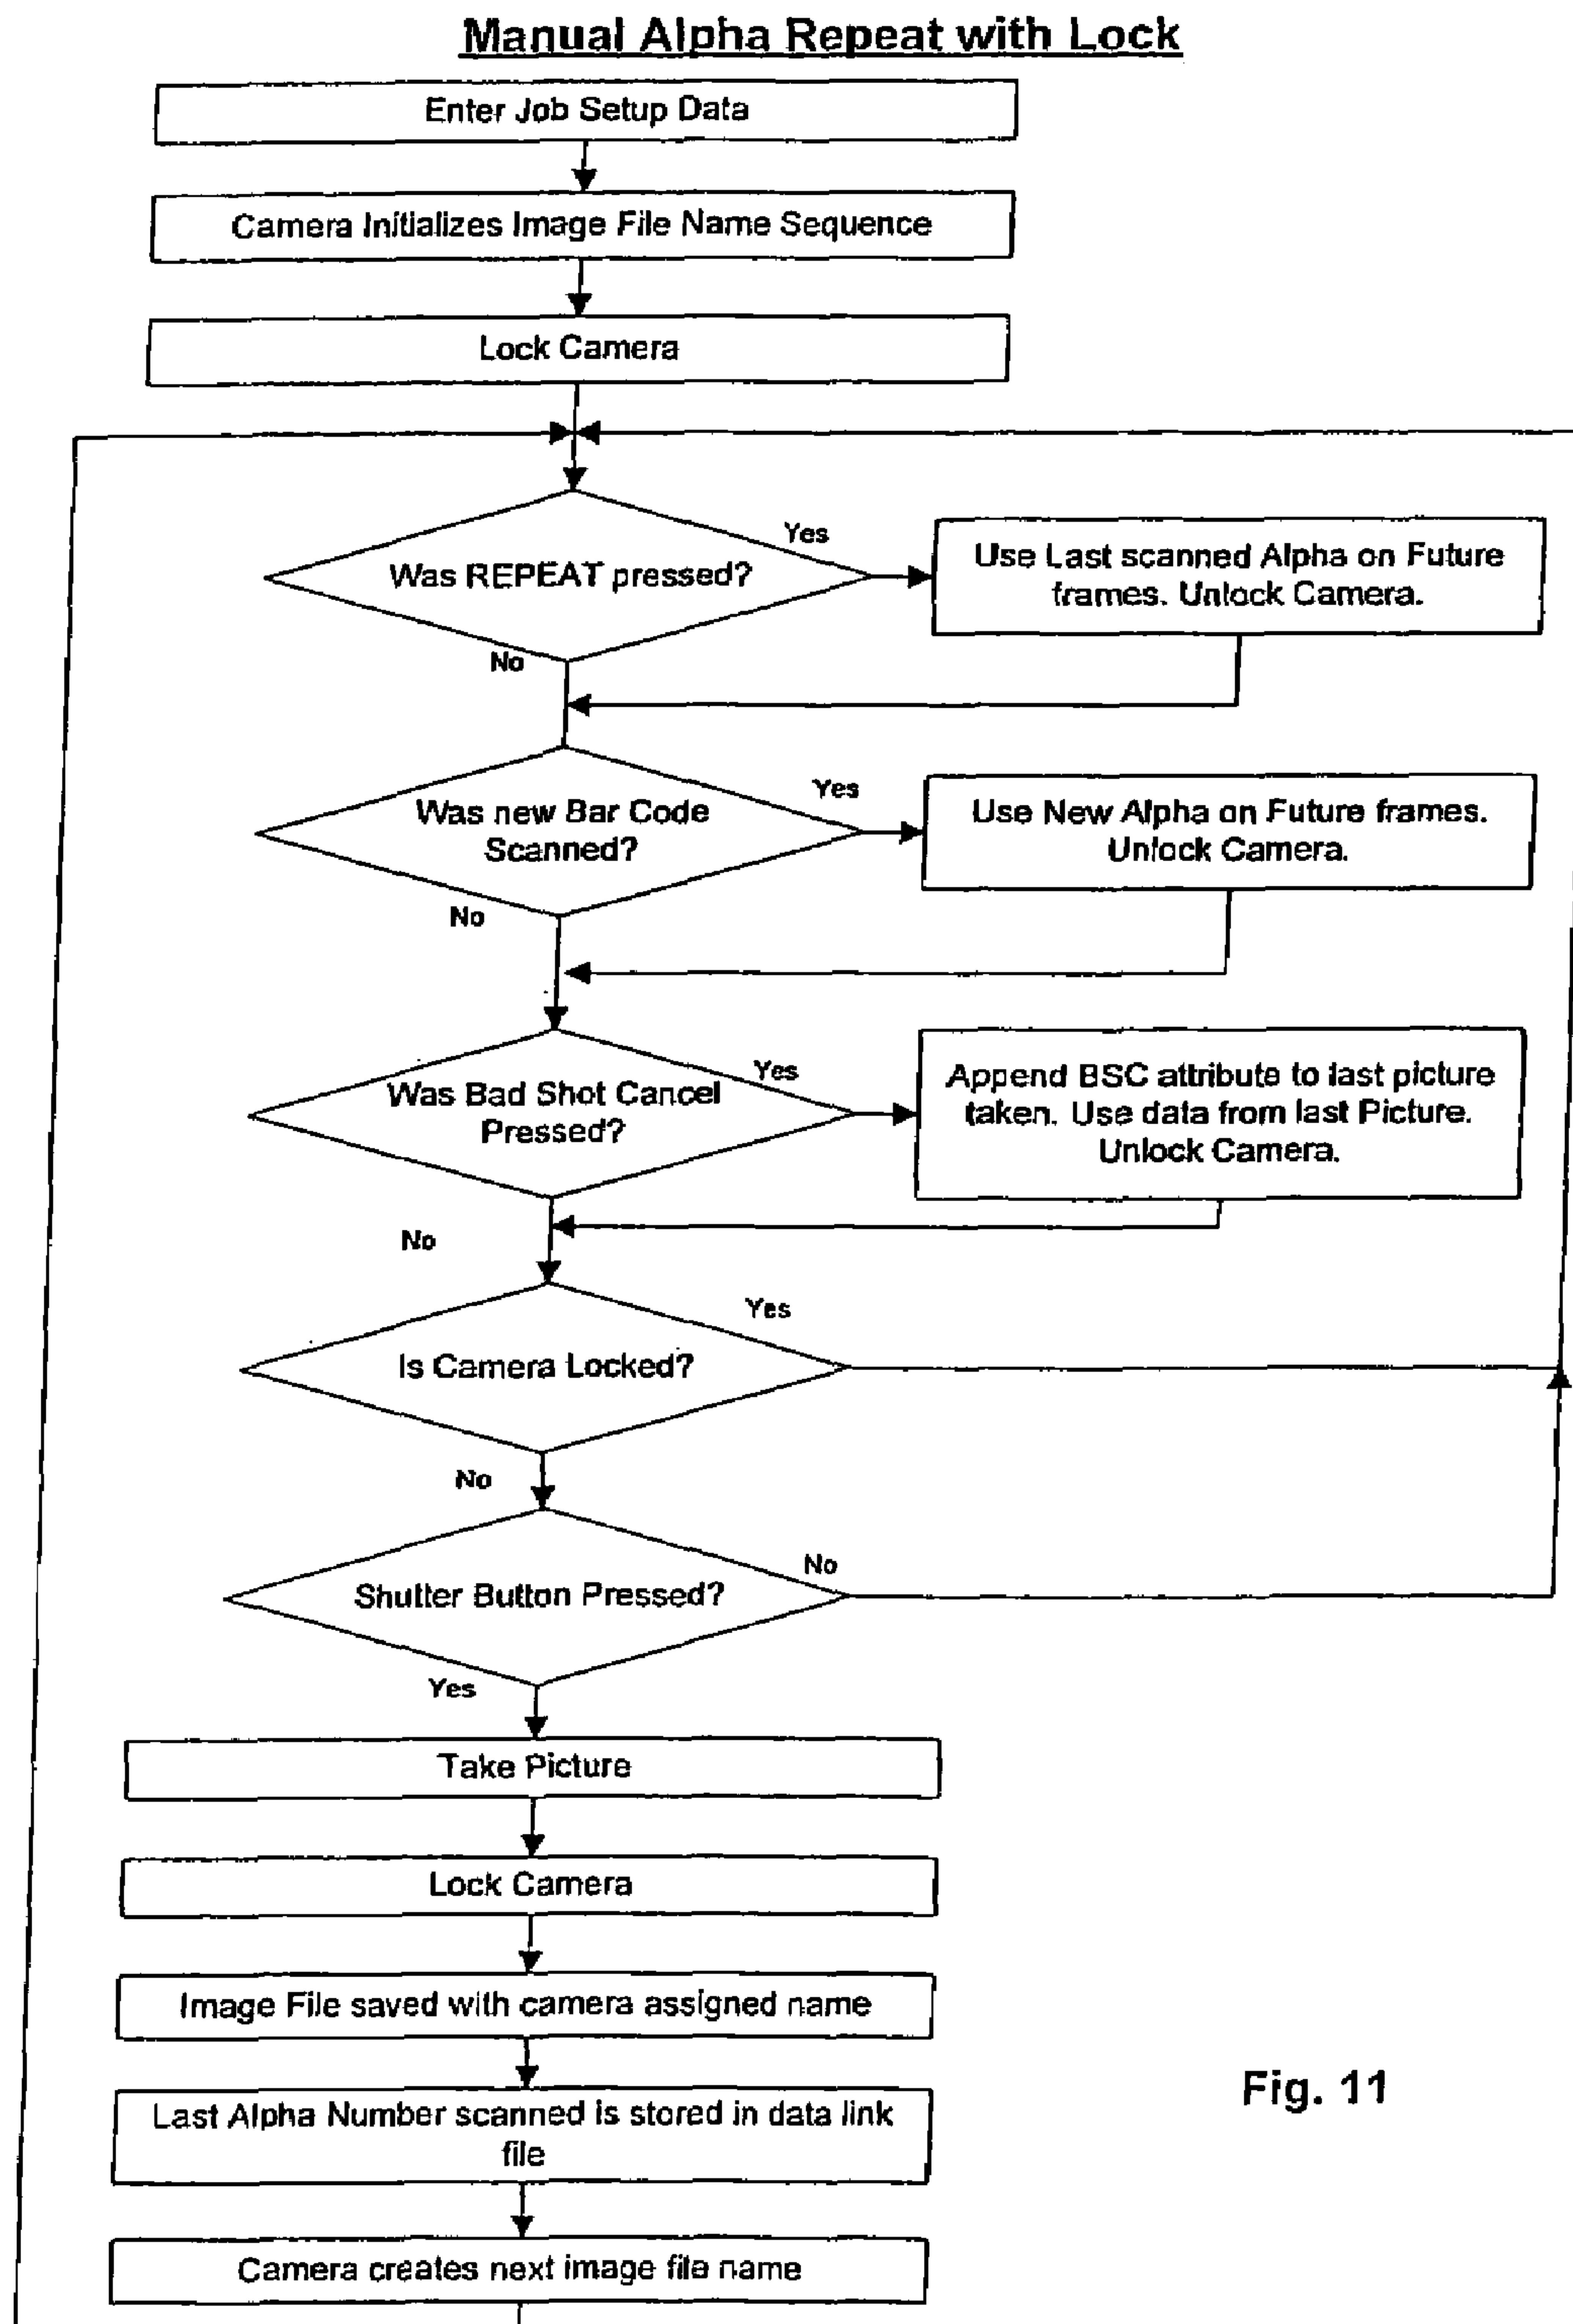 Manual Alpha Repeat with Lock
Enter Job Setup Data
Camera Initializes Image File Name Sequence
Lock Camera
Was REPEAT pressed?
Yes
Use Last scanned Alpha on Future
frames. Unlock Camera.
No
Was new Bar Code
Scanned?
Yes
Use New Alpha on Future frames.
Unlock Camera.
No
Was Bad Shot Cancel
Pressed?
Yes
Append BSC attribute to last picture
taken. Use data from last Picture.
Unlock Camera.
No
Is Camera Locked?
Yes
No
Shutter Button Pressed?
No
Yes
Take Picture
Lock Camera
Image File saved with camera assigned name
Last Alpha Number scanned is stored in data link
file
Camera creates next image file name
Fig. 11